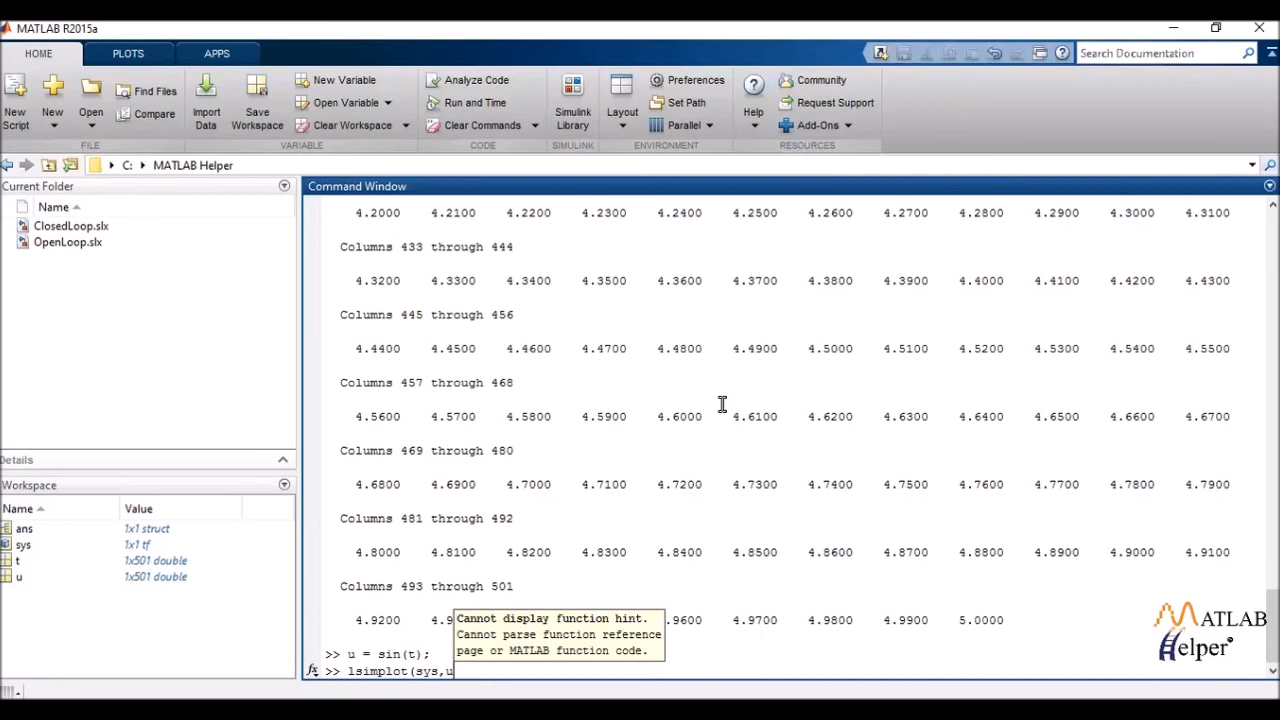 MATLAB R2015a
HOME PLOTS APPS Search Documentation
New Script
New
Open
Find Files
Compare
Import Data
Save Workspace
New Variable
Open Variable
Clear Workspace
Analyze Code
Run and Time
Clear Commands
Simulink Library
Layout
Preferences
Set Path
Parallel
Help
Community
Request Support
Add-Ons
FILE VARIABLE CODE SIMULINK ENVIRONMENT RESOURCES
C: MATLAB Helper
Current Folder
Name
ClosedLoop.slx
OpenLoop.slx
Details
Workspace
Name Value
ans 1x1 struct
sys 1x1 tf
t 1x501 double
u 1x501 double
Command Window
4.2000 4.2100 4.2200 4.2300 4.2400 4.2500 4.2600 4.2700 4.2800 4.2900 4.3000 4.3100
Columns 433 through 444
4.3200 4.3300 4.3400 4.3500 4.3600 4.3700 4.3800 4.3900 4.4000 4.4100 4.4200 4.4300
Columns 445 through 456
4.4400 4.4500 4.4600 4.4700 4.4800 4.4900 4.5000 4.5100 4.5200 4.5300 4.5400 4.5500
Columns 457 through 468
4.5600 4.5700 4.5800 4.5900 4.6000 4.6100 4.6200 4.6300 4.6400 4.6500 4.6600 4.6700
Columns 469 through 480
4.6800 4.6900 4.7000 4.7100 4.7200 4.7300 4.7400 4.7500 4.7600 4.7700 4.7800 4.7900
Columns 481 through 492
4.8000 4.8100 4.8200 4.8300 4.8400 4.8500 4.8600 4.8700 4.8800 4.8900 4.9000 4.9100
Columns 493 through 501
4.9200 4.9 .9600 4.9700 4.9800 4.9900 5.0000
Cannot display function hint.
Cannot parse function reference
page or MATLAB function code.
>> u = sin(t);
fx >> lsimplot(sys,u
MATLAB
Helper